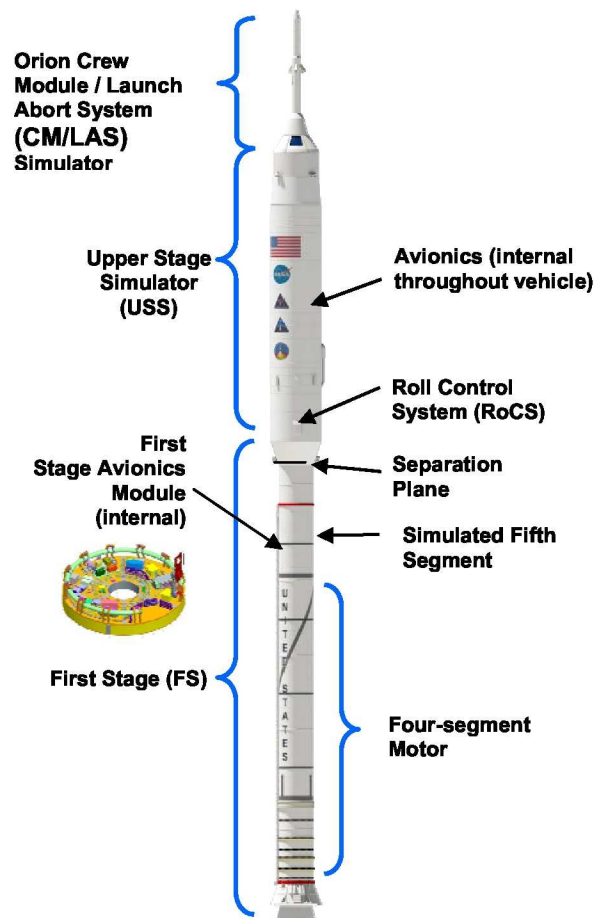 Orion Crew
Module / Launch
Abort System
(CM/LAS)
Simulator
Upper Stage
Simulator
(USS)
NASA
Avionics (internal
throughout vehicle)
Roll Control
System (RoCS)
First
Stage Avionics
Module
(internal)
Separation
Plane
Simulated Fifth
Segment
UNITED STATES
First Stage (FS)
Four-segment
Motor